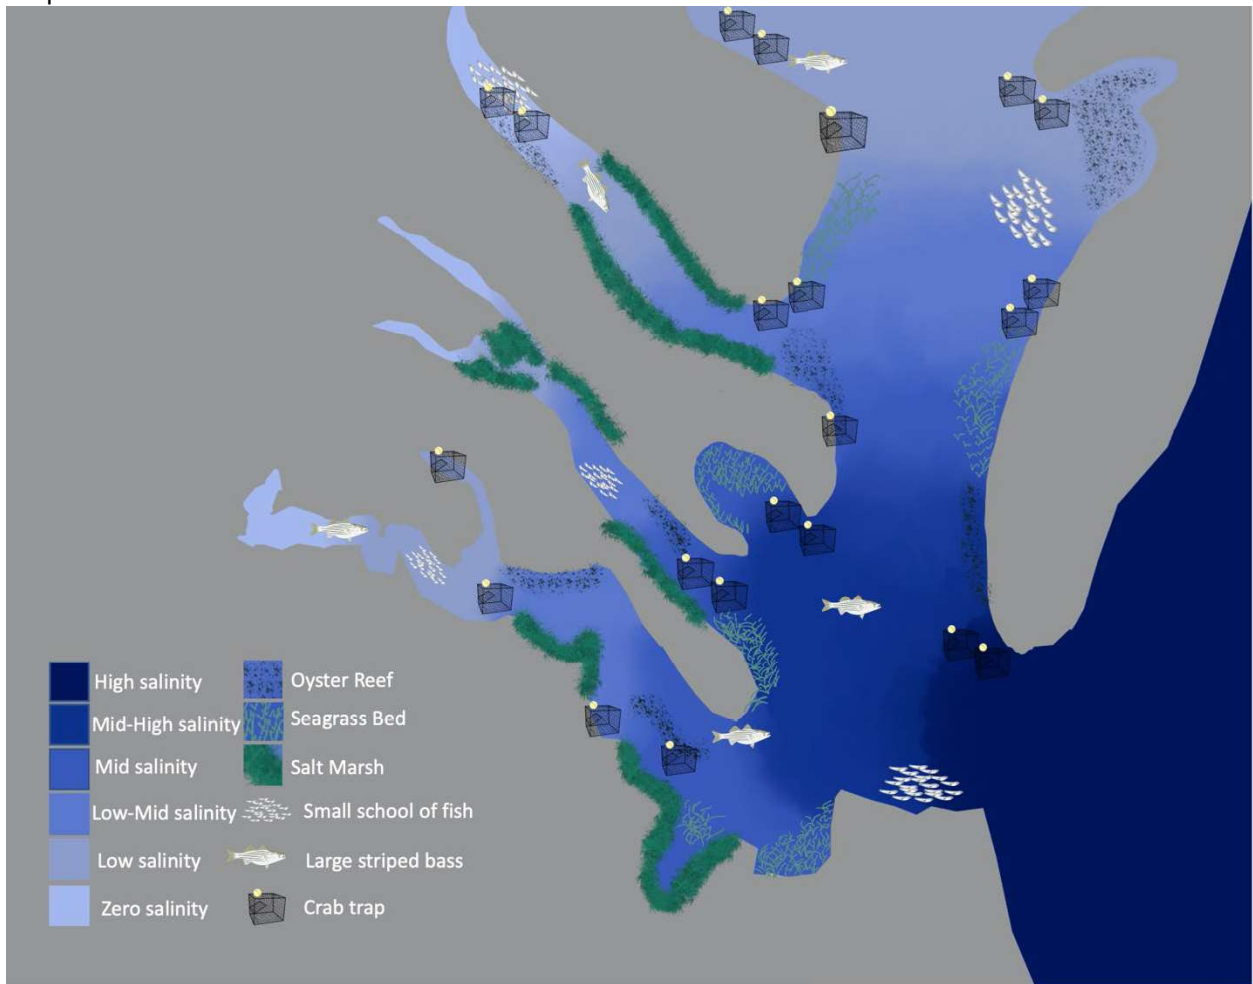 High salinity
Mid-High salinity
Mid salinity
Low-Mid salinity
Low salinity
Zero salinity
Oyster Reef
Seagrass Bed
Salt Marsh
Small school of fish
Large striped bass
Crab trap